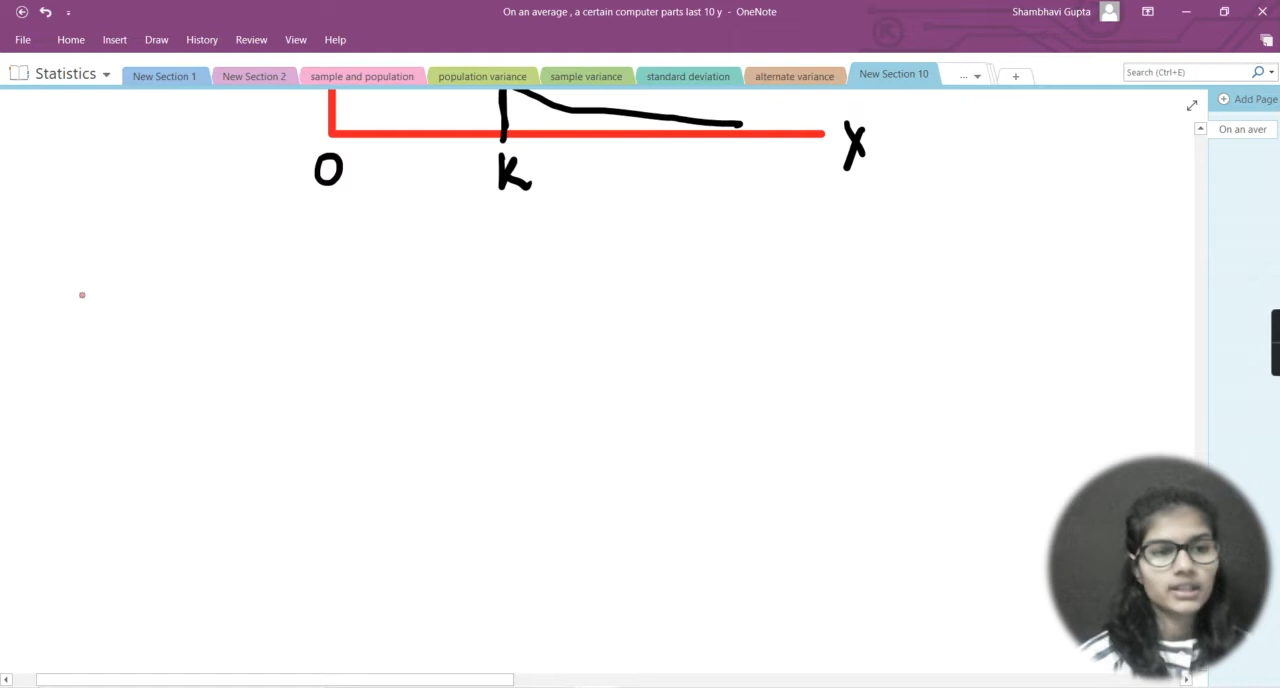 On an average , a certain computer parts last 10 y - OneNote
Shambhavi Gupta
File Home Insert Draw History Review View Help
Statistics
New Section 1
New Section 2
sample and population
population variance
sample variance
standard deviation
alternate variance
New Section 10
...
+
Search (Ctrl+E)
Add Page
On an aver
O K X